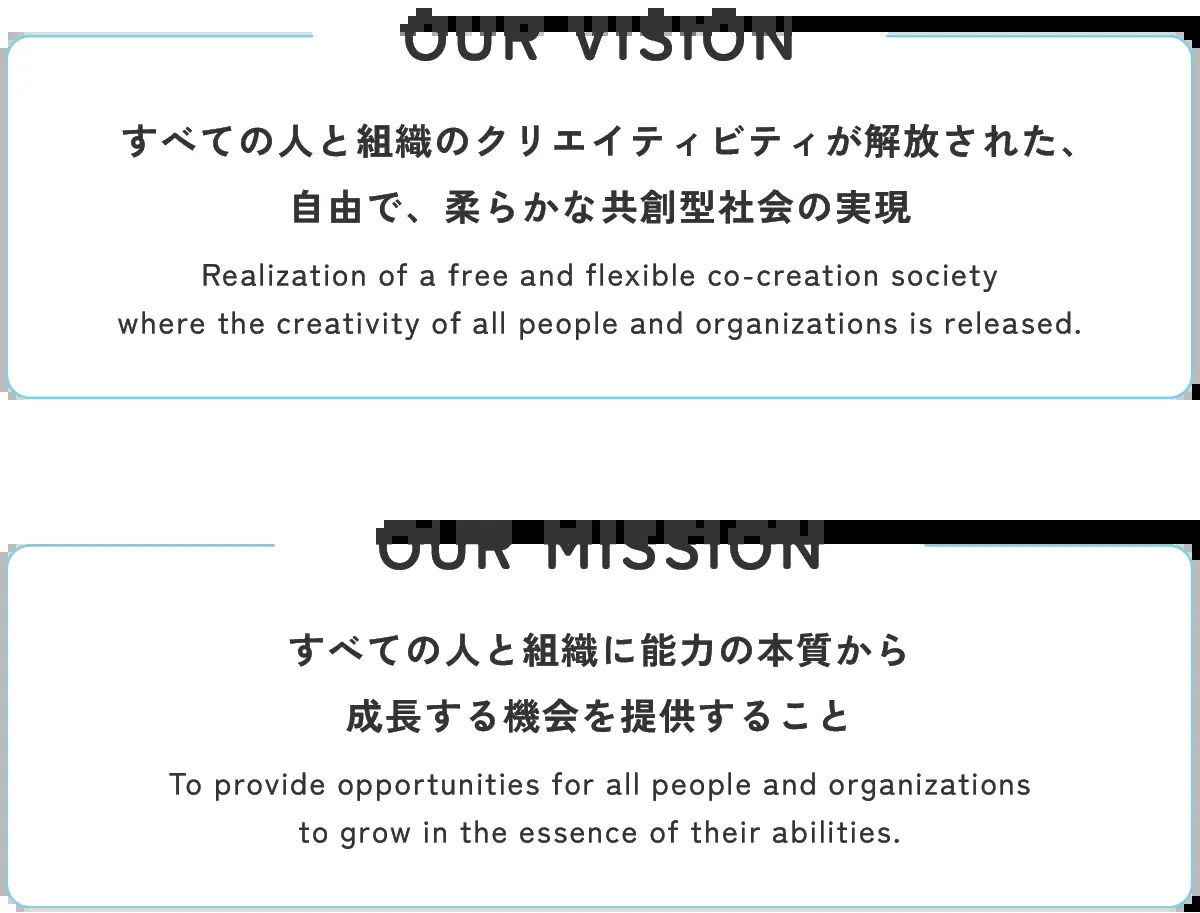 OUR VISION
すべての人と組織のクリエイティビティが解放された、
自由で、柔らかな共創型社会の実現
Realization of a free and flexible co-creation society
where the creativity of all people and organizations is released.
OUR MISSION
すべての人と組織に能力の本質から
成長する機会を提供すること
To provide opportunities for all people and organizations
to grow in the essence of their abilities.